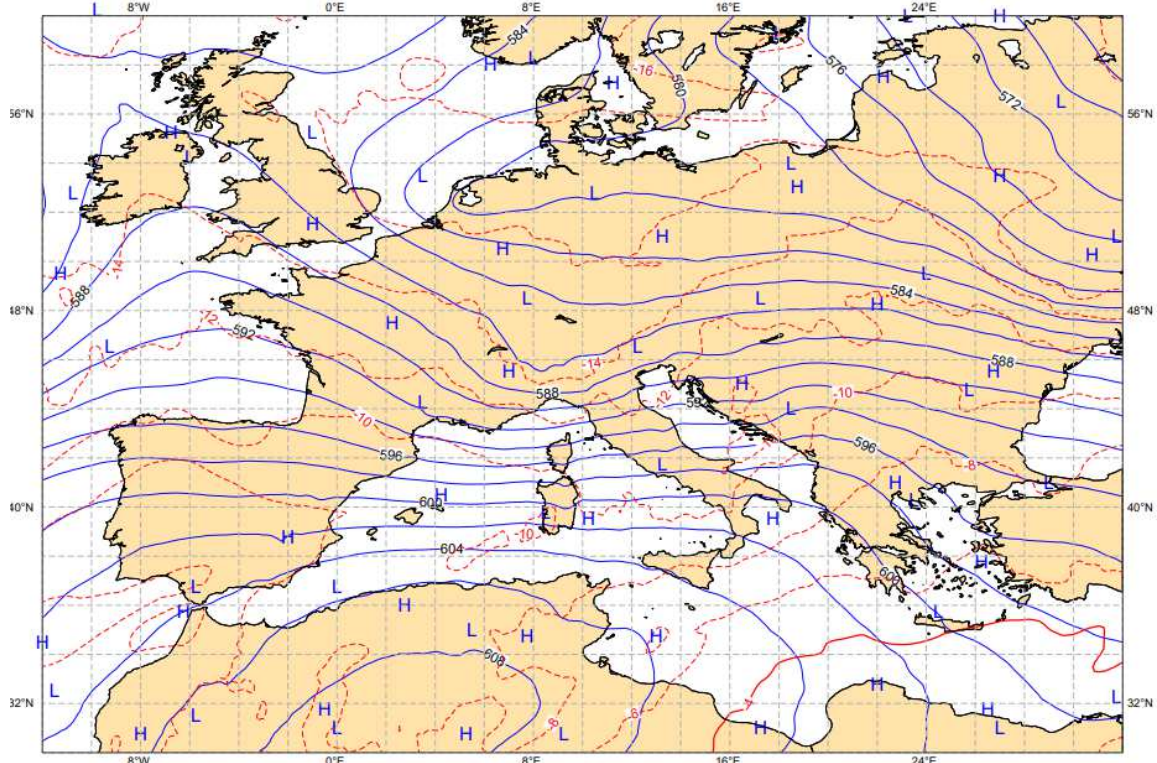 8°W 0°E 8°E 16°E 24°E
L H
584
H L L
-16 576
H 580 H
572 L
56°N 56°N
H L
L L
L H H
L L H
H L
H H H
-14
H L
588 L L 584 H
48°N 48°N
-12 592 H
L L
H -14 588 H
588 H -10 L
L -12 592 L
-10
596 596
L -8
H H L
600 L
40°N 40°N
H H
-10
H
604 H
L L 600
H H L
H L H H
608
L H
32°N -4 H L 32°N
L H L H
H H L -8 -8 H L
8°W 0°E 8°E 16°E 24°E